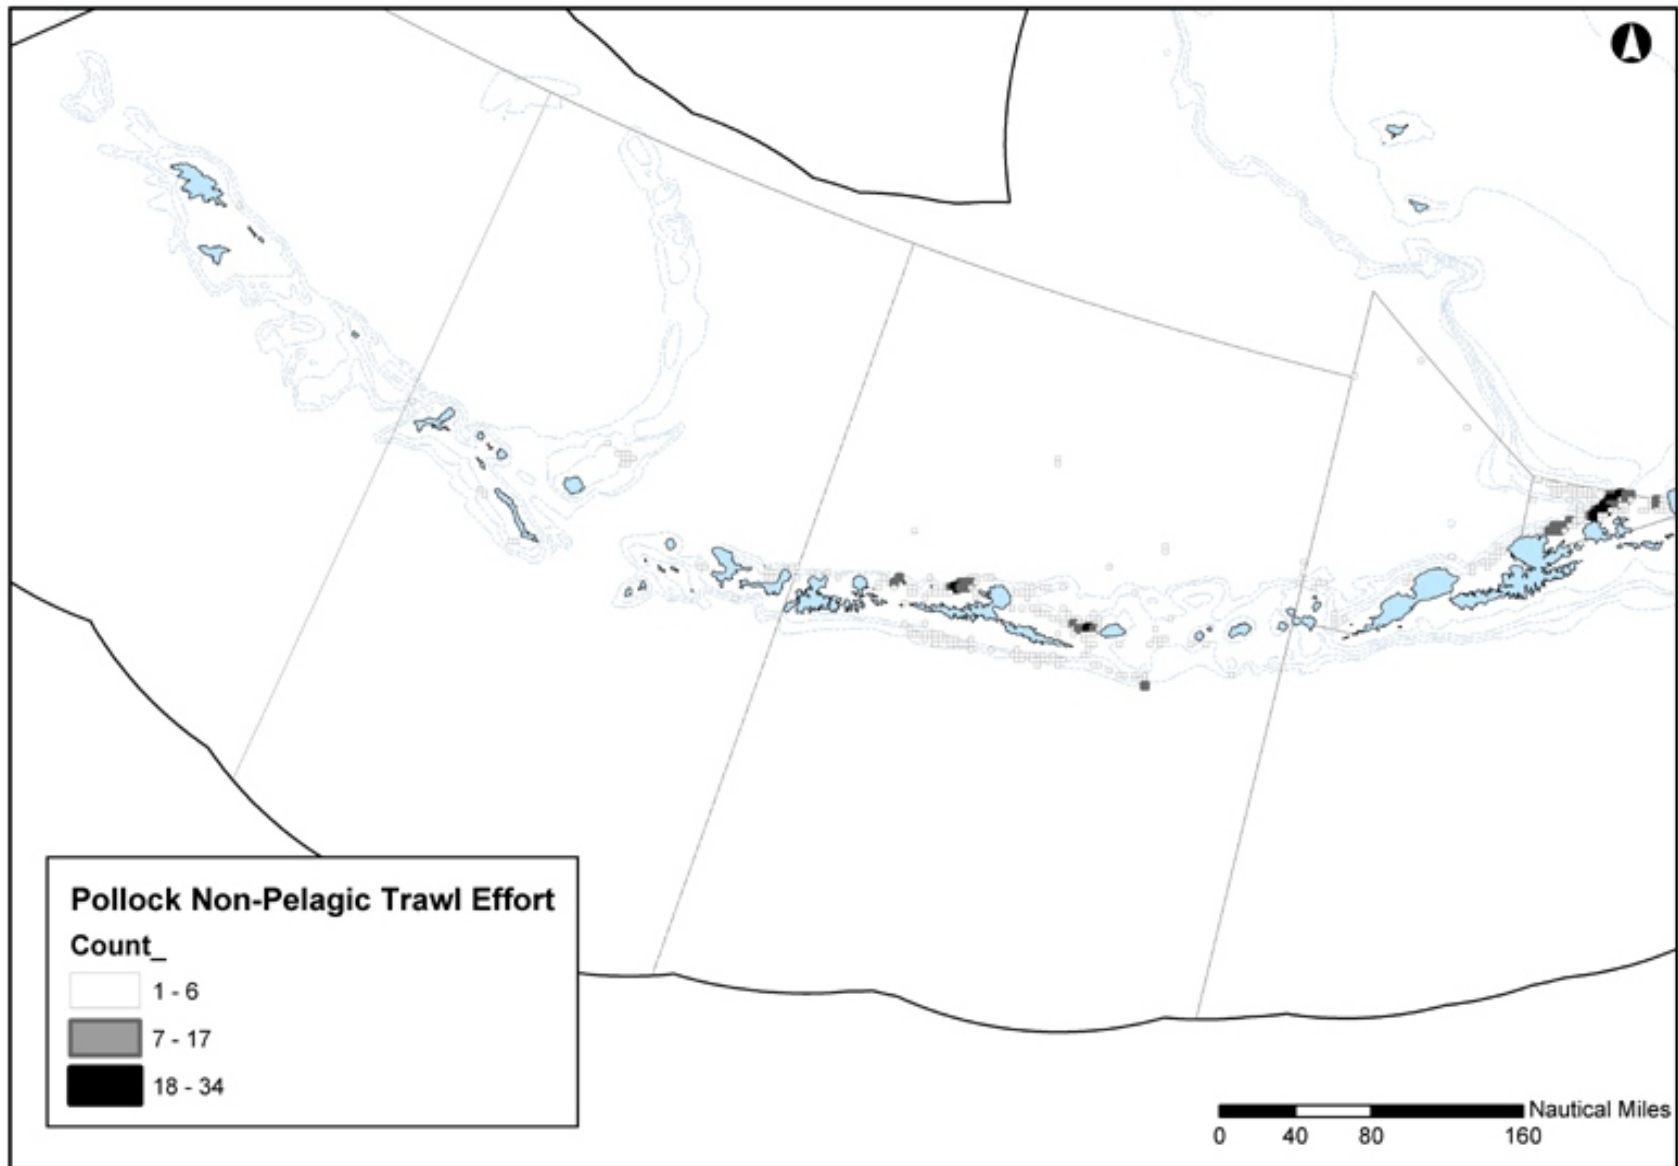 Pollock Non-Pelagic Trawl Effort
Count_
1 - 6
7 - 17
18 - 34
Nautical Miles
0 40 80 160